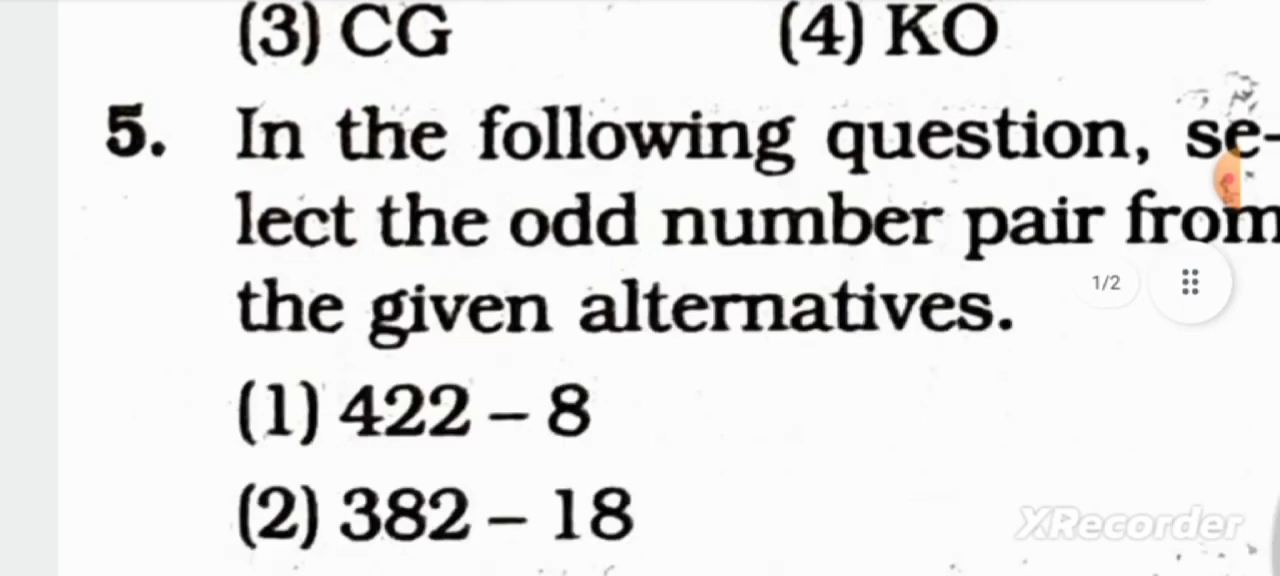 (3) CG (4) KO
5. In the following question, se-
lect the odd number pair from
the given alternatives.
1/2
(1) 422 – 8
(2) 382 – 18
XRecorder